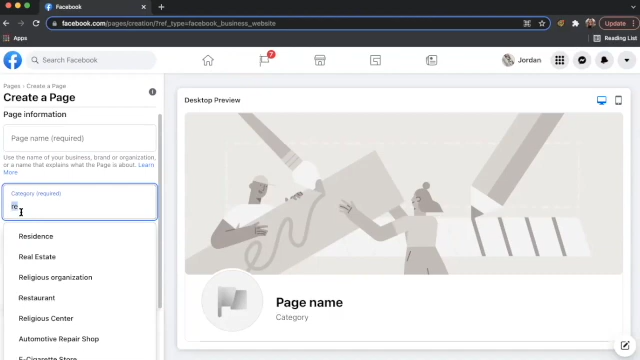 Facebook
facebook.com/pages/creation/?ref_type=facebook_business_website
Update
Apps
Reading List
Search Facebook
7
Jordan
Pages › Create a Page
Create a Page
Page information
Page name (required)
Use the name of your business, brand or organization,
or a name that explains what the Page is about. Learn
More
Category (required)
re
Residence
Real Estate
Religious organization
Restaurant
Religious Center
Automotive Repair Shop
E-Cigarette Store
Desktop Preview
Page name
Category